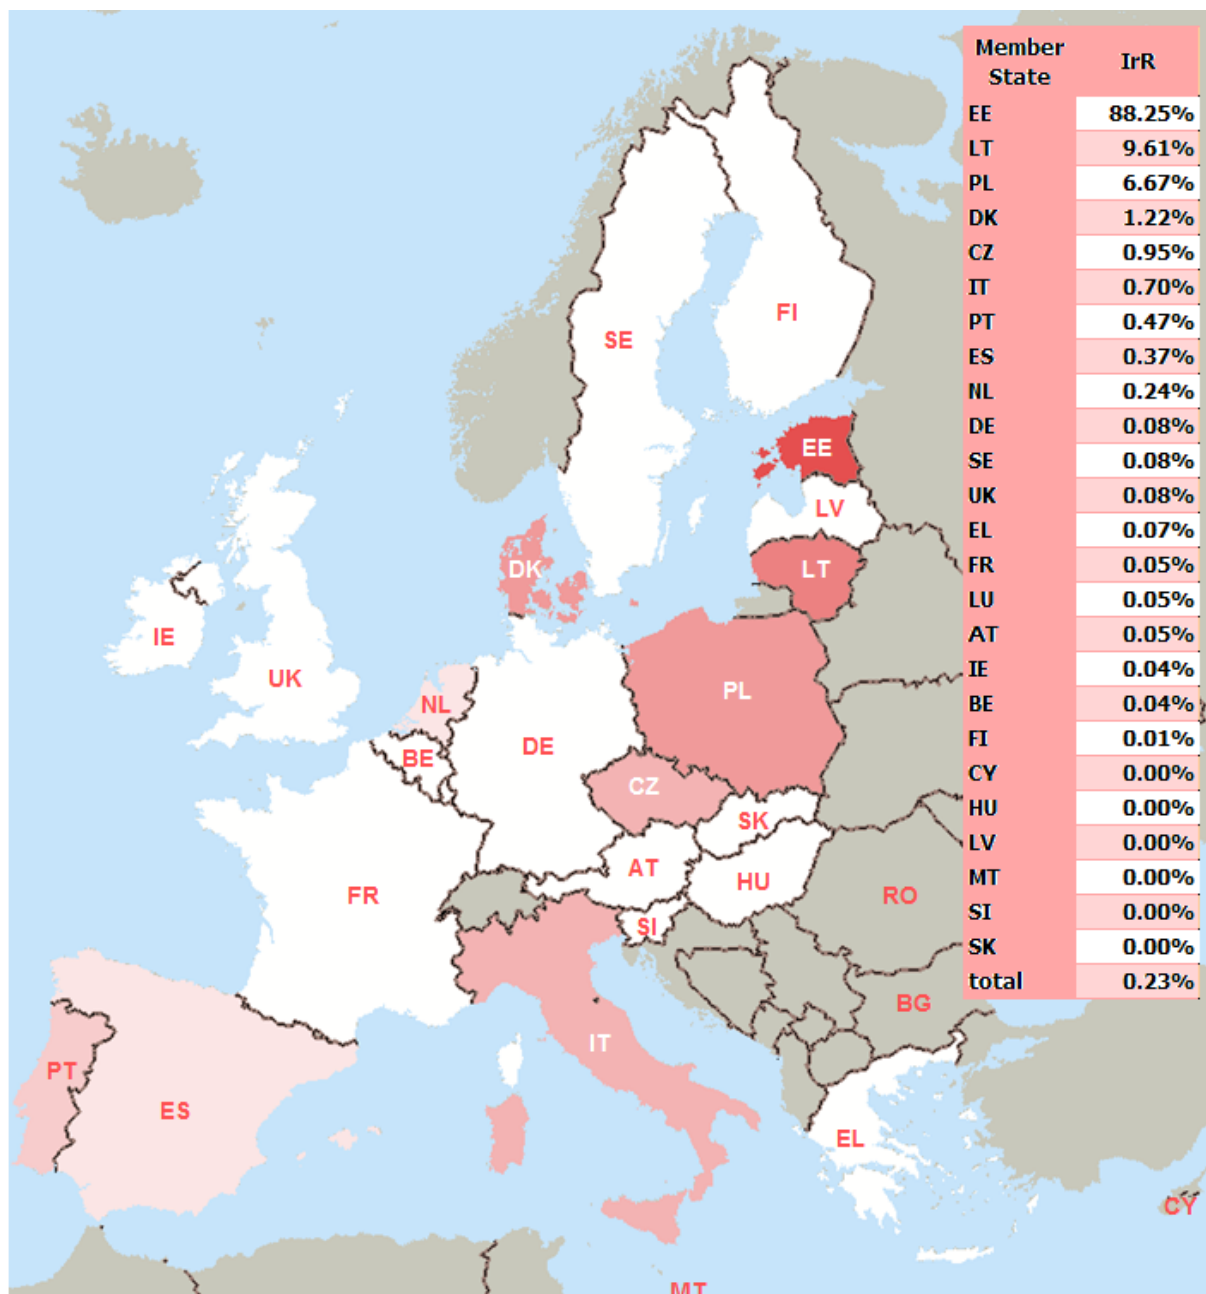 Member State IrR
EE 88.25%
LT 9.61%
PL 6.67%
DK 1.22%
CZ 0.95%
IT 0.70%
PT 0.47%
ES 0.37%
NL 0.24%
DE 0.08%
SE 0.08%
UK 0.08%
EL 0.07%
FR 0.05%
LU 0.05%
AT 0.05%
IE 0.04%
BE 0.04%
FI 0.01%
CY 0.00%
HU 0.00%
LV 0.00%
MT 0.00%
SI 0.00%
SK 0.00%
total 0.23%
FI
SE
EE
LV
DK
LT
IE
UK
PL
NL
DE
BE
CZ
SK
AT
HU
FR
RO
SI
BG
IT
PT
ES
EL
CY
MT